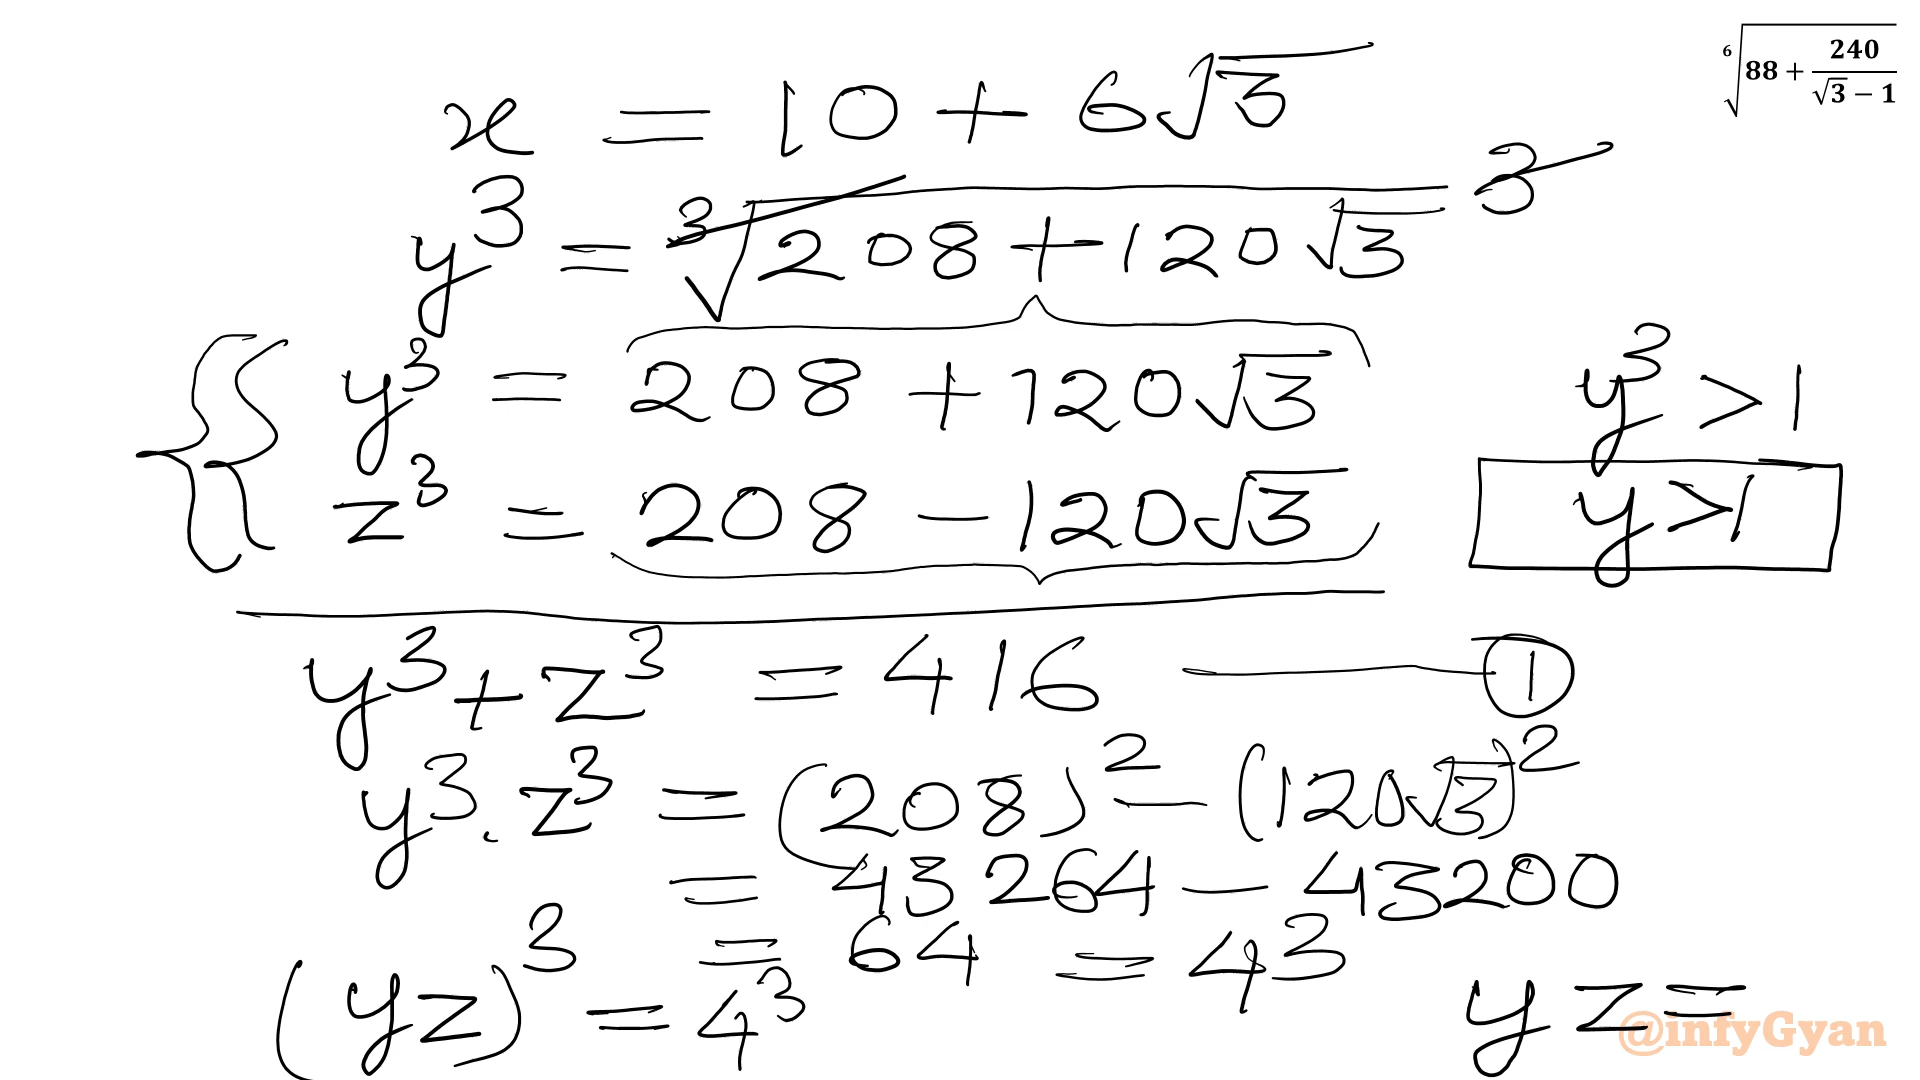 ⁶√(88 + 240/(√3 − 1))
x = 10 + 6√3
y³ = ³√(208 + 120√3) ³
y³ = 208 + 120√3
y³ > 1
z³ = 208 − 120√3
y > 1
y³ + z³ = 416 — ①
y³ . z³ = (208)² − (120√3)²
= 43264 − 43200
= 64 = 4³
(yz)³ = 4³
yz =
@infyGyan